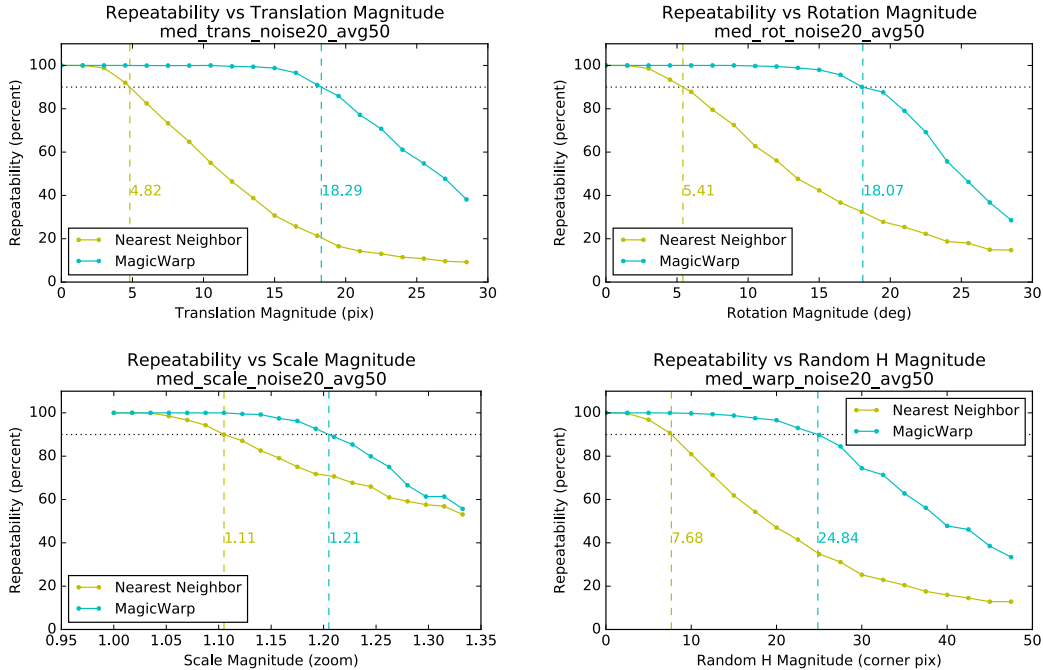 Repeatability vs Translation Magnitude
med_trans_noise20_avg50
Repeatability (percent)
100
80
60
40
20
0
4.82
18.29
Nearest Neighbor
MagicWarp
0 5 10 15 20 25 30
Translation Magnitude (pix)
Repeatability vs Rotation Magnitude
med_rot_noise20_avg50
Repeatability (percent)
100
80
60
40
20
0
5.41
18.07
Nearest Neighbor
MagicWarp
0 5 10 15 20 25 30
Rotation Magnitude (deg)
Repeatability vs Scale Magnitude
med_scale_noise20_avg50
Repeatability (percent)
100
80
60
40
20
0
1.11
1.21
Nearest Neighbor
MagicWarp
0.95 1.00 1.05 1.10 1.15 1.20 1.25 1.30 1.35
Scale Magnitude (zoom)
Repeatability vs Random H Magnitude
med_warp_noise20_avg50
Repeatability (percent)
100
80
60
40
20
0
Nearest Neighbor
MagicWarp
7.68
24.84
0 10 20 30 40 50
Random H Magnitude (corner pix)